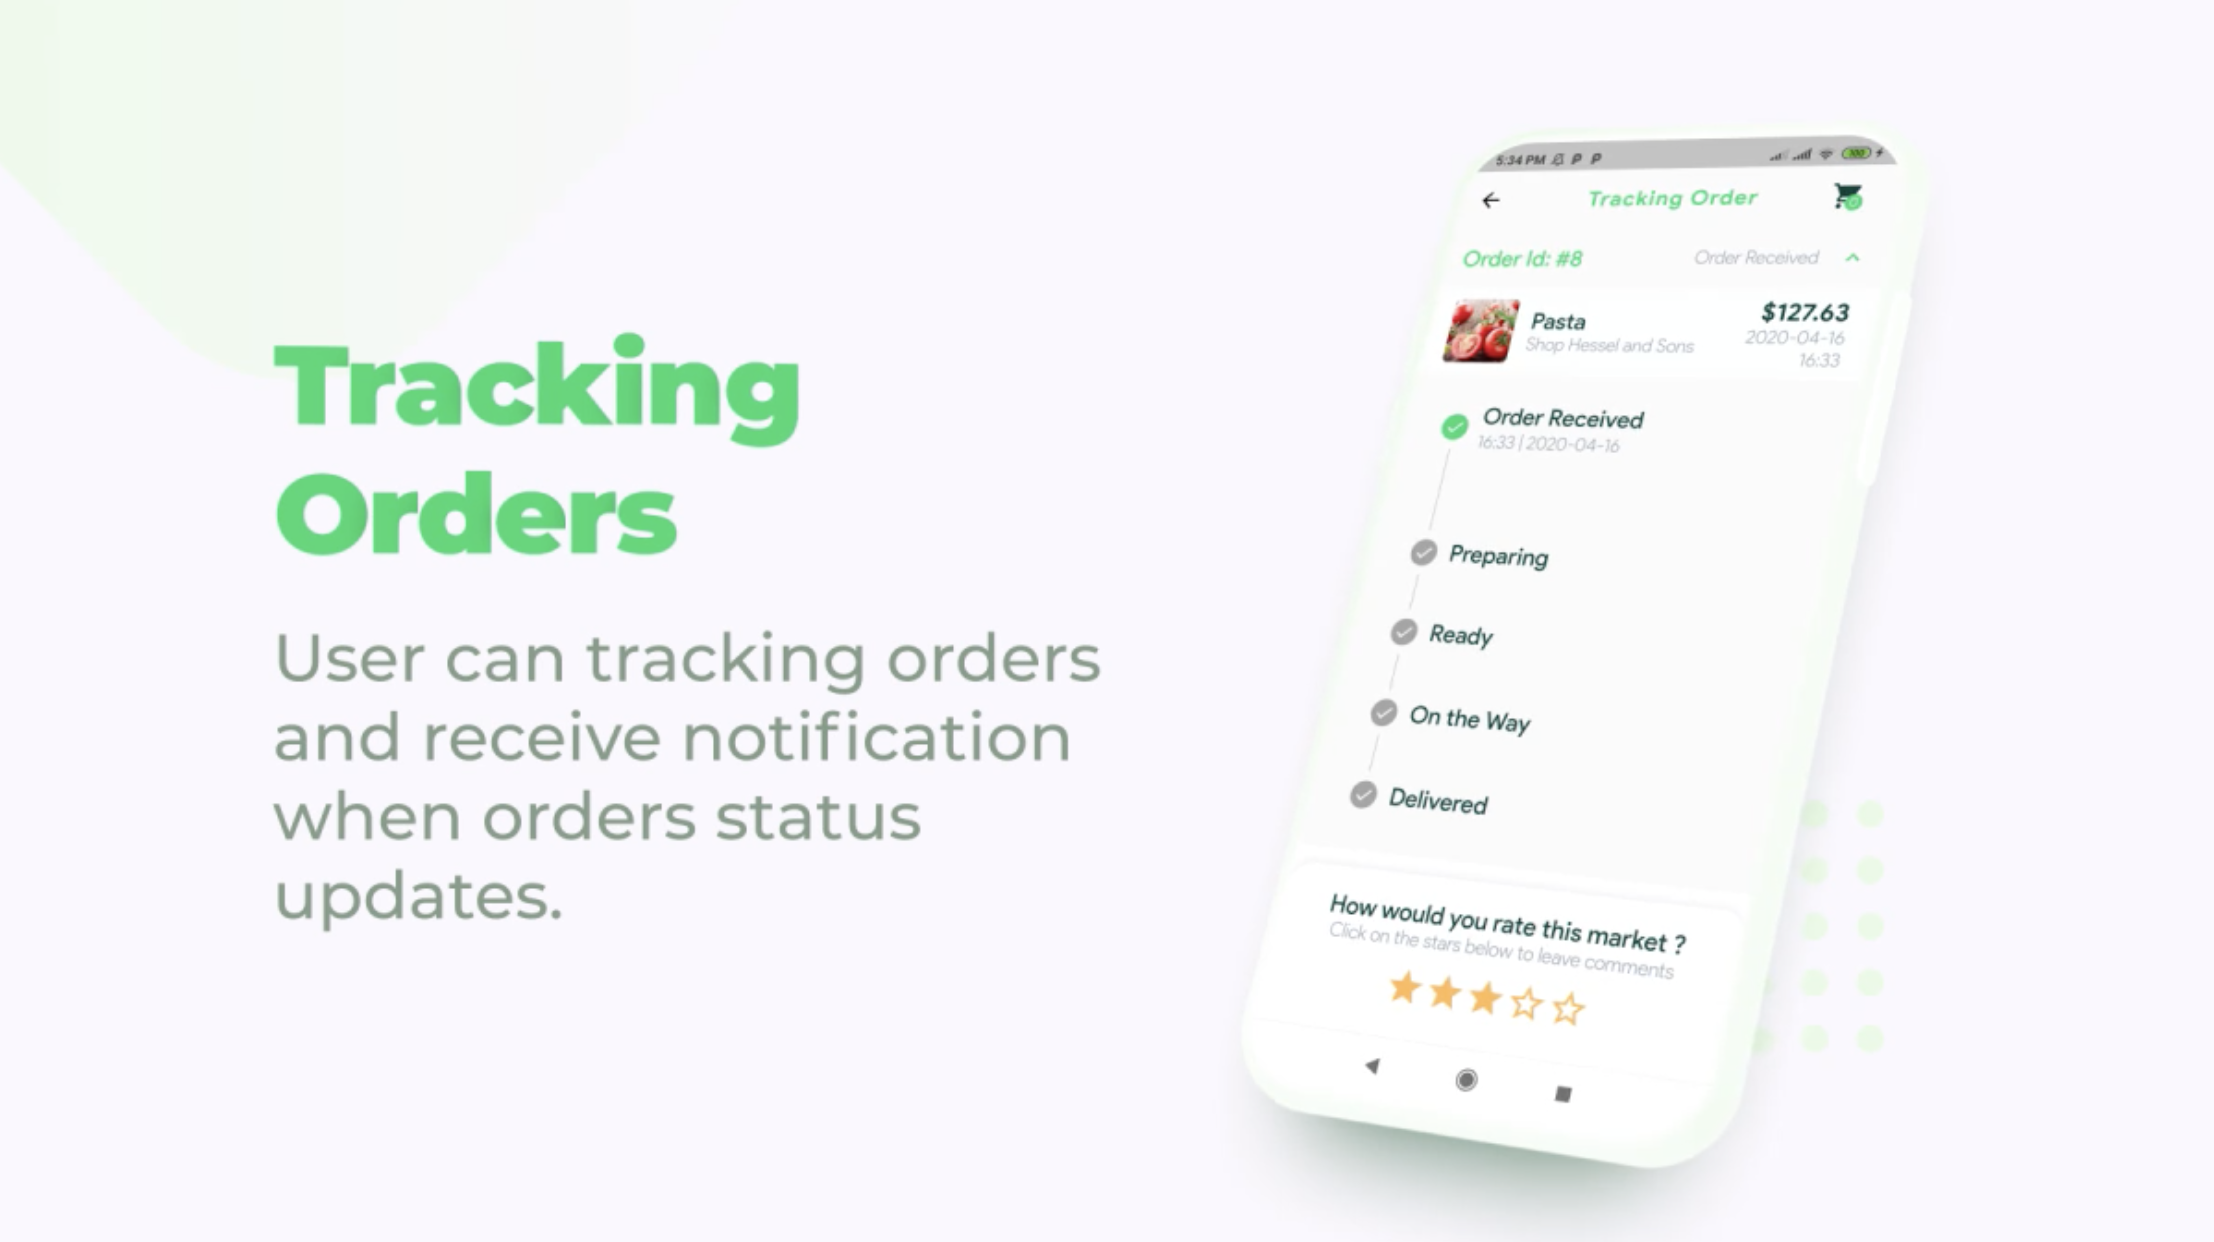 Tracking
Orders
User can tracking orders
and receive notification
when orders status
updates.
5:34 PM
100
Tracking Order
Order Id: #8
Order Received
Pasta
Shop Hessel and Sons
$127.63
2020-04-16
16:33
Order Received
16:33 | 2020-04-16
Preparing
Ready
On the Way
Delivered
How would you rate this market ?
Click on the stars below to leave comments